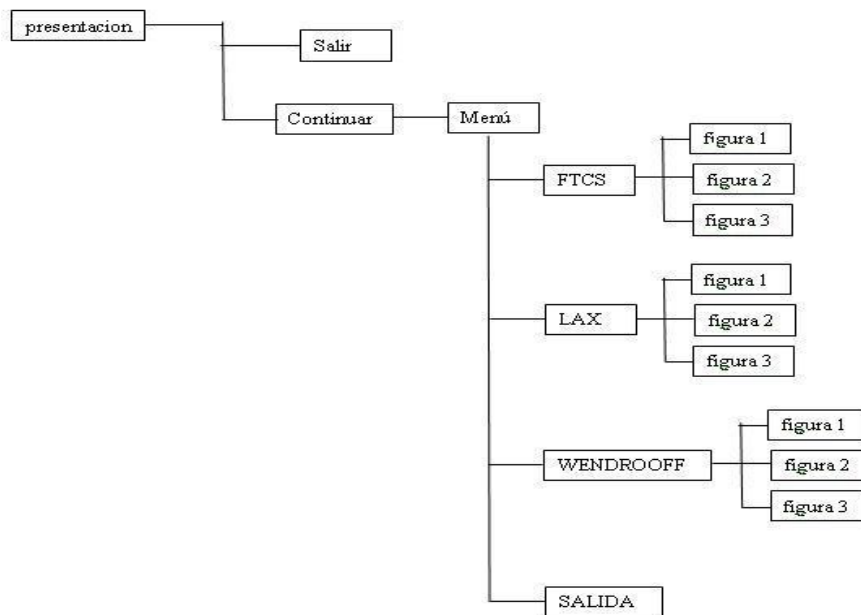 presentacion
Salir
Continuar
Menú
FTCS
figura 1
figura 2
figura 3
LAX
figura 1
figura 2
figura 3
WENDROOFF
figura 1
figura 2
figura 3
SALIDA